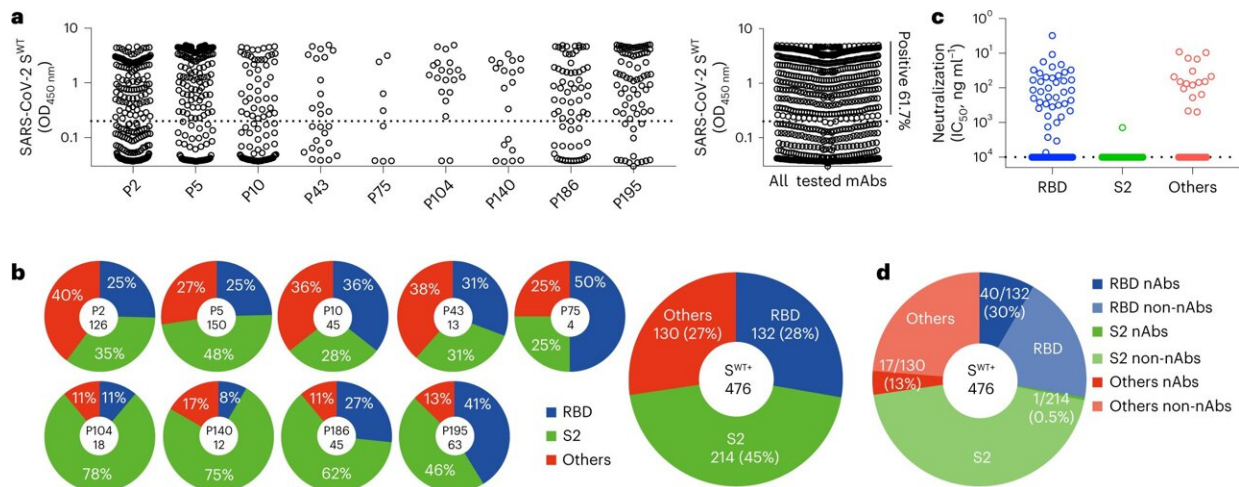 a
SARS-CoV-2 S^WT
(OD450 nm)
10
1
0.1
P2
P5
P10
P43
P75
P104
P140
P186
P195
SARS-CoV-2 S^WT
(OD450 nm)
10
1
0.1
Positive 61.7%
All tested mAbs
c
Neutralization
(IC50, ng ml⁻¹)
10⁰
10¹
10²
10³
10⁴
RBD
S2
Others
b
40%
25%
P2
126
35%
27%
25%
P5
150
48%
36%
36%
P10
45
28%
38%
31%
P43
13
31%
25%
50%
P75
4
25%
11%
11%
P104
18
78%
17%
8%
P140
12
75%
11%
27%
P186
45
62%
13%
41%
P195
63
46%
RBD
S2
Others
Others
130 (27%)
RBD
132 (28%)
S^WT+
476
S2
214 (45%)
d
40/132
(30%)
Others
RBD
17/130
(13%)
S^WT+
476
1/214
(0.5%)
S2
RBD nAbs
RBD non-nAbs
S2 nAbs
S2 non-nAbs
Others nAbs
Others non-nAbs